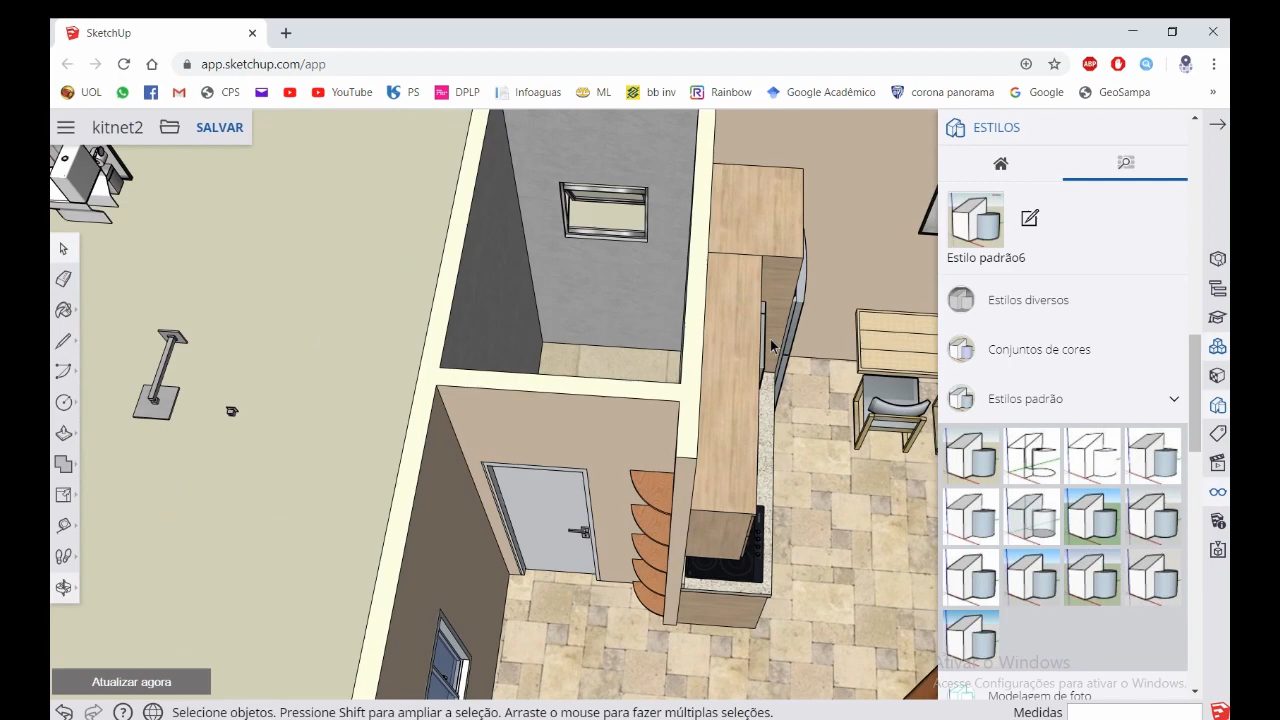 SketchUp
app.sketchup.com/app
ABP
UOL CPS YouTube PS DPLP Infoaguas ML bb inv Rainbow Google Acadêmico corona panorama Google GeoSampa »
kitnet2 SALVAR
ESTILOS
Estilo padrão6
Estilos diversos
Conjuntos de cores
Estilos padrão
Ativar o Windows
Acesse Configurações para ativar o Windows.
Modelagem de foto
Atualizar agora
Selecione objetos. Pressione Shift para ampliar a seleção. Arraste o mouse para fazer múltiplas seleções. Medidas